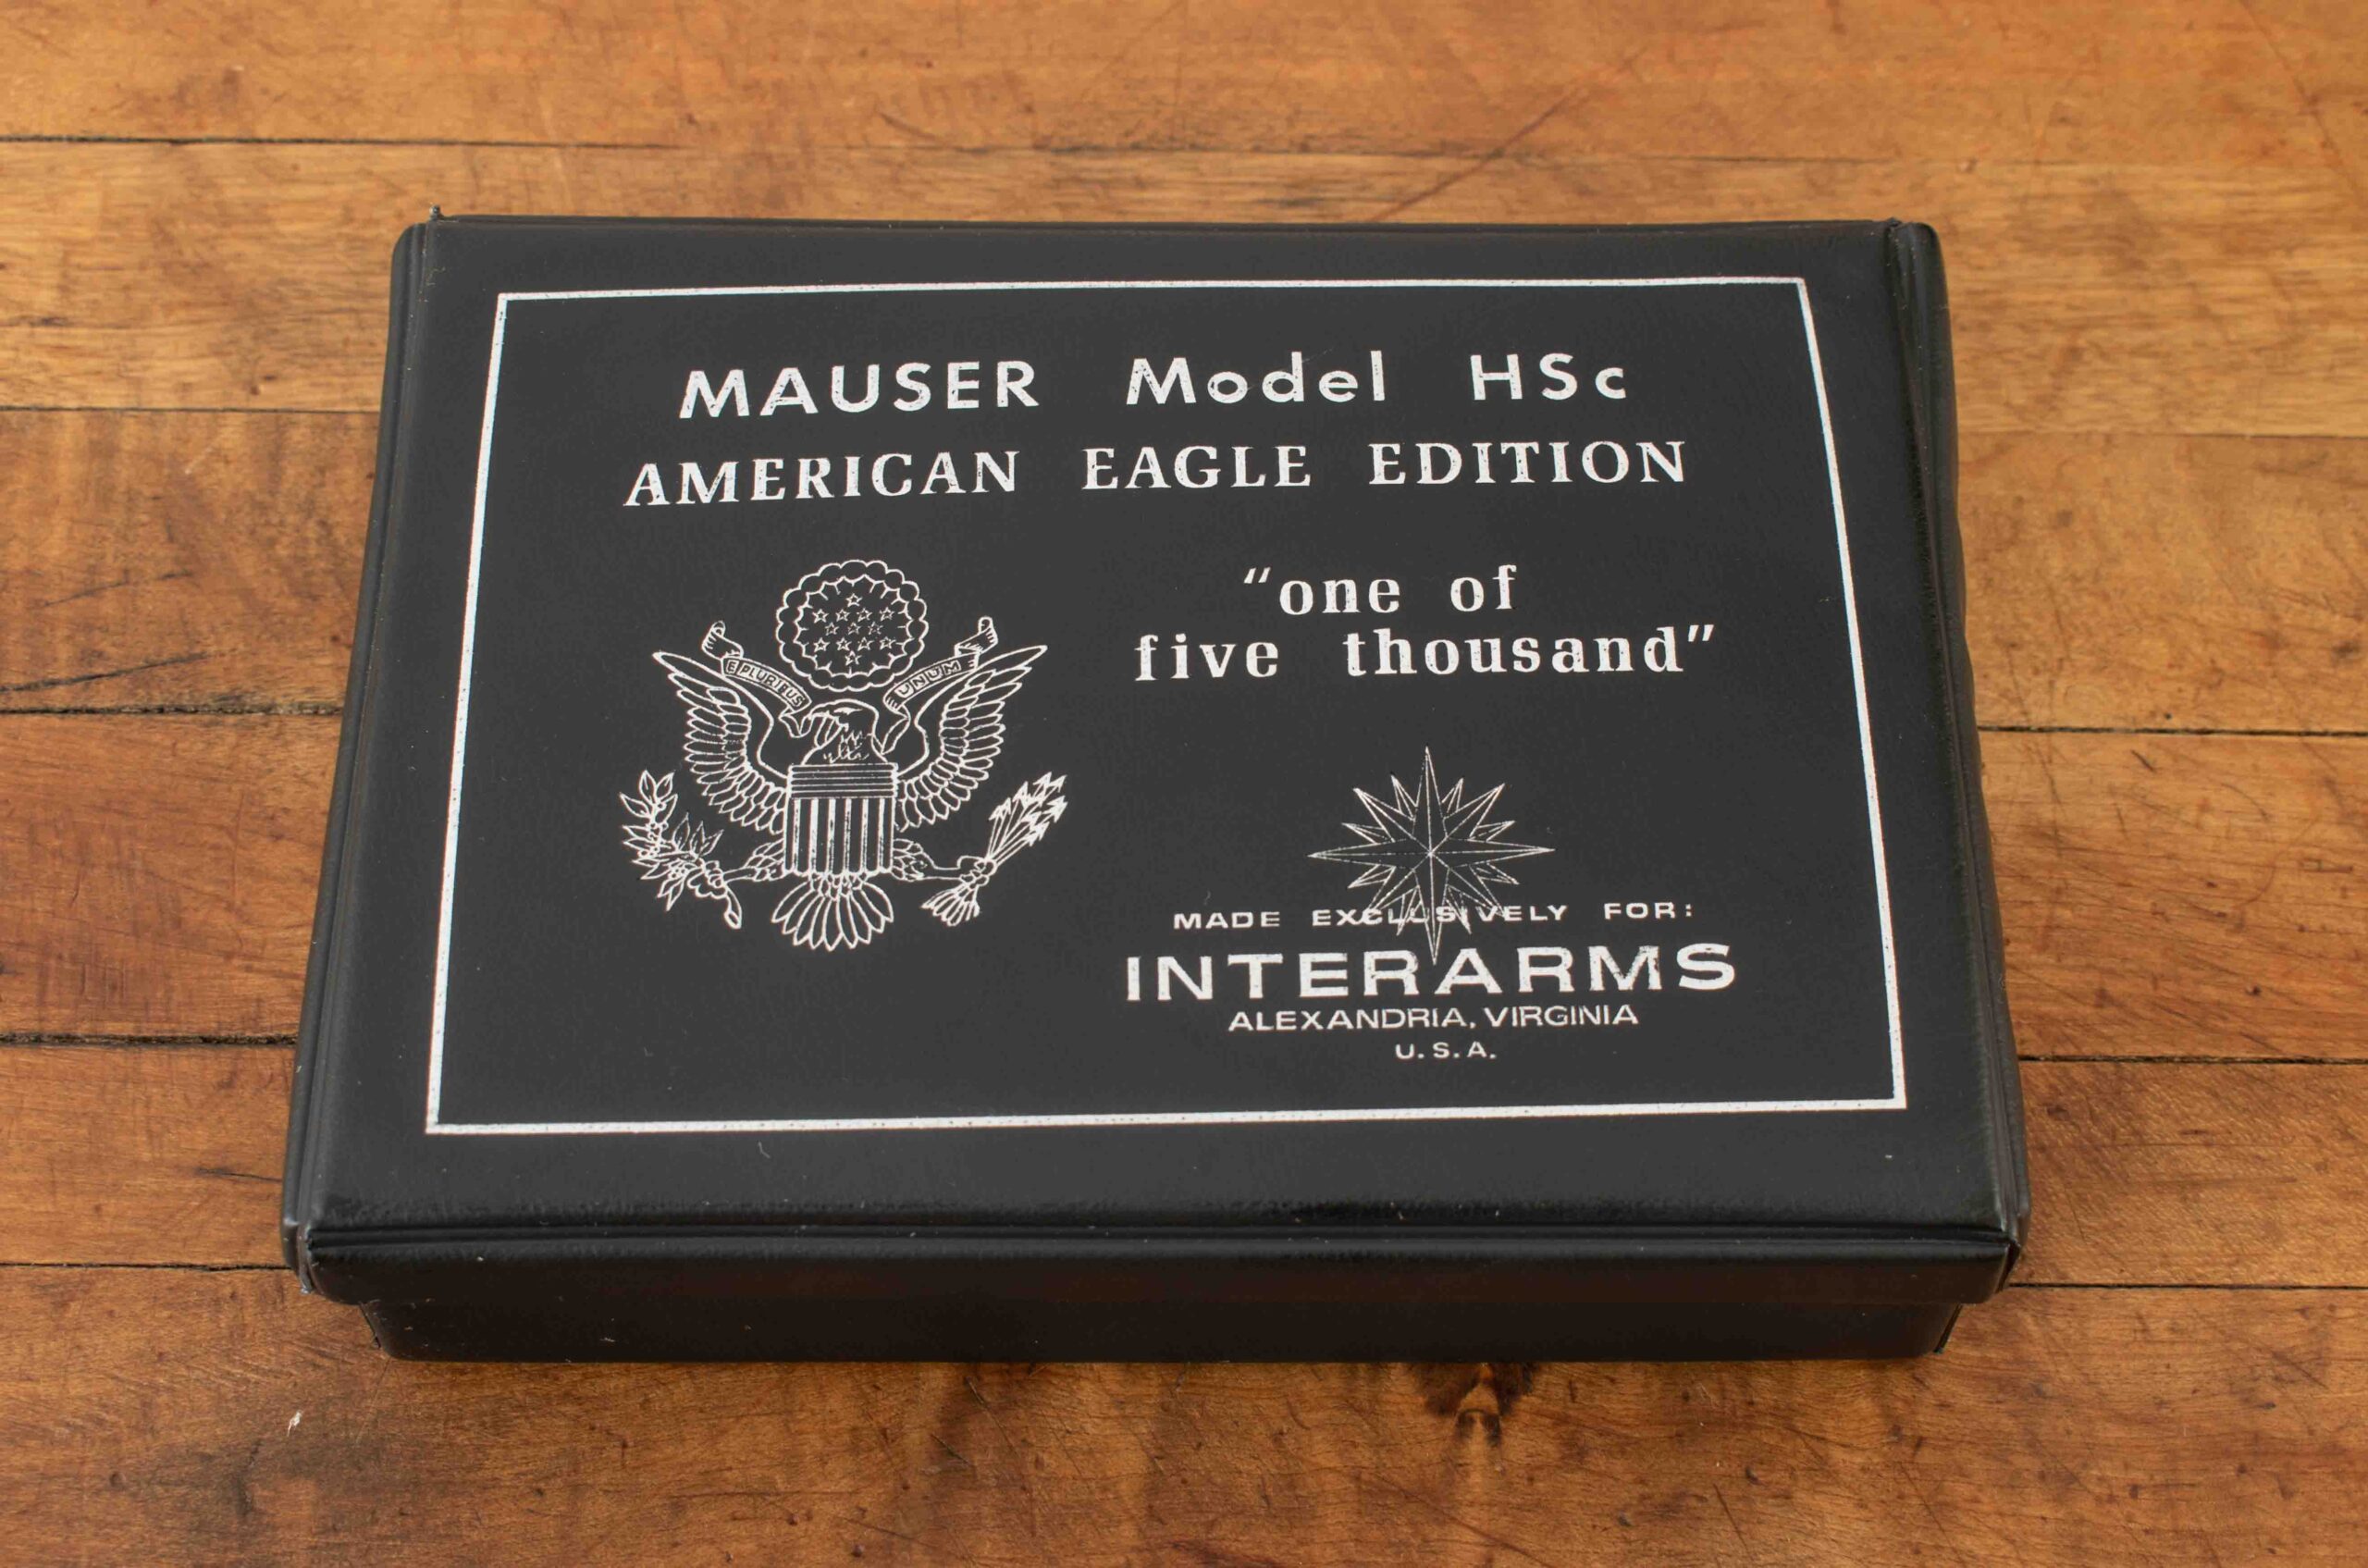 MAUSER Model HSc
AMERICAN EAGLE EDITION
"one of
five thousand"
E PLURIBUS UNUM
MADE EXCLUSIVELY FOR:
INTERARMS
ALEXANDRIA, VIRGINIA
U.S.A.